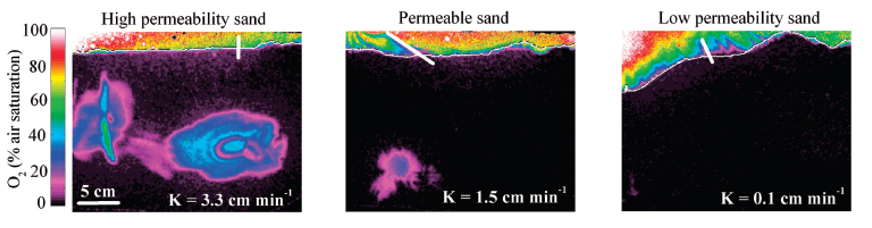 High permeability sand
Permeable sand
Low permeability sand
O2 (% air saturation)
100
80
60
40
20
0
5 cm
K = 3.3 cm min-1
K = 1.5 cm min-1
K = 0.1 cm min-1